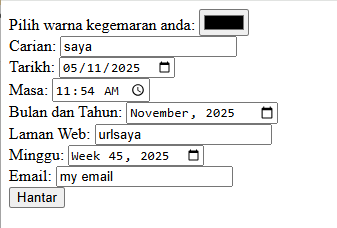 Pilih warna kegemaran anda:
Carian: saya
Tarikh: 05/11/2025
Masa: 11:54 AM
Bulan dan Tahun: November, 2025
Laman Web: urlsaya
Minggu: Week 45, 2025
Email: my email
Hantar